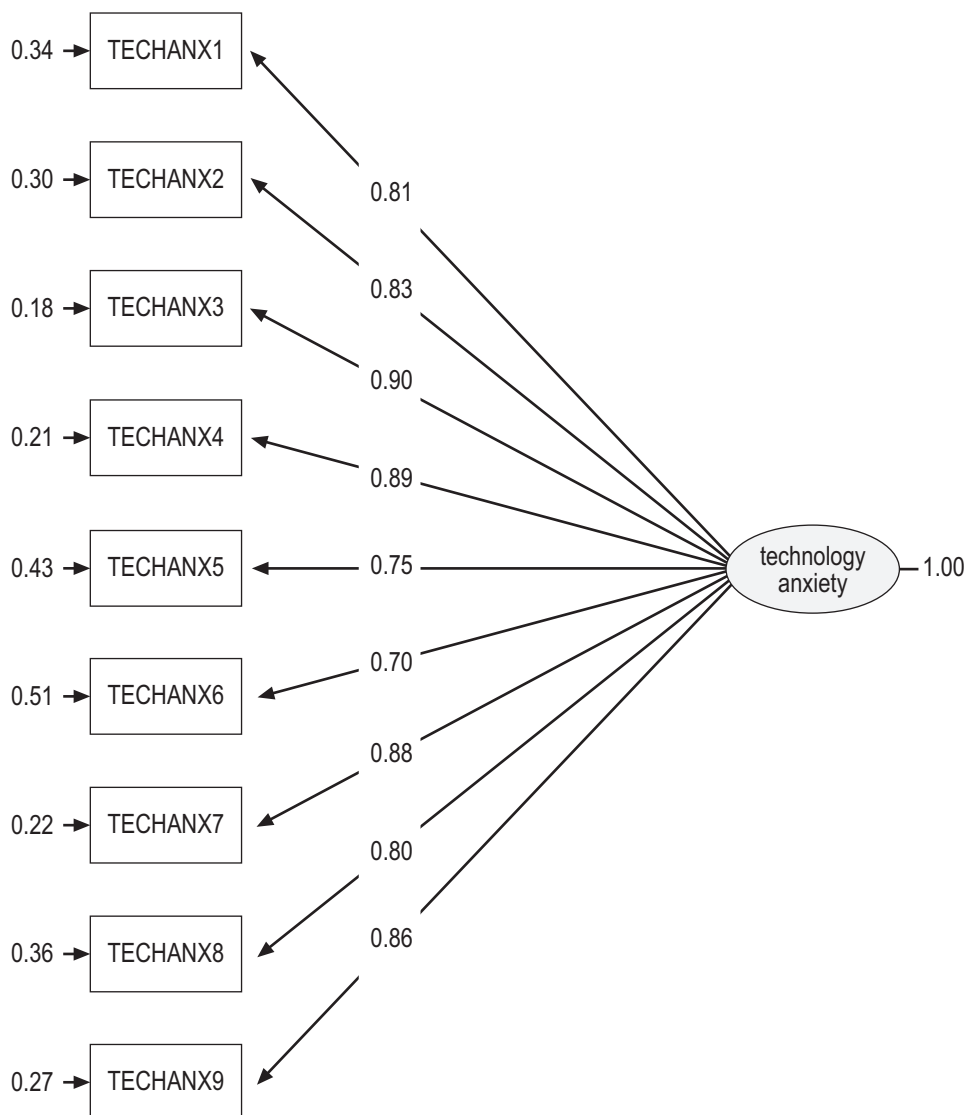 0.34 TECHANX1
0.81
0.30 TECHANX2
0.83
0.18 TECHANX3
0.90
0.21 TECHANX4
0.89
0.43 TECHANX5 0.75 technology
anxiety 1.00
0.51 TECHANX6
0.70
0.22 TECHANX7
0.88
0.80
0.36 TECHANX8
0.86
0.27 TECHANX9